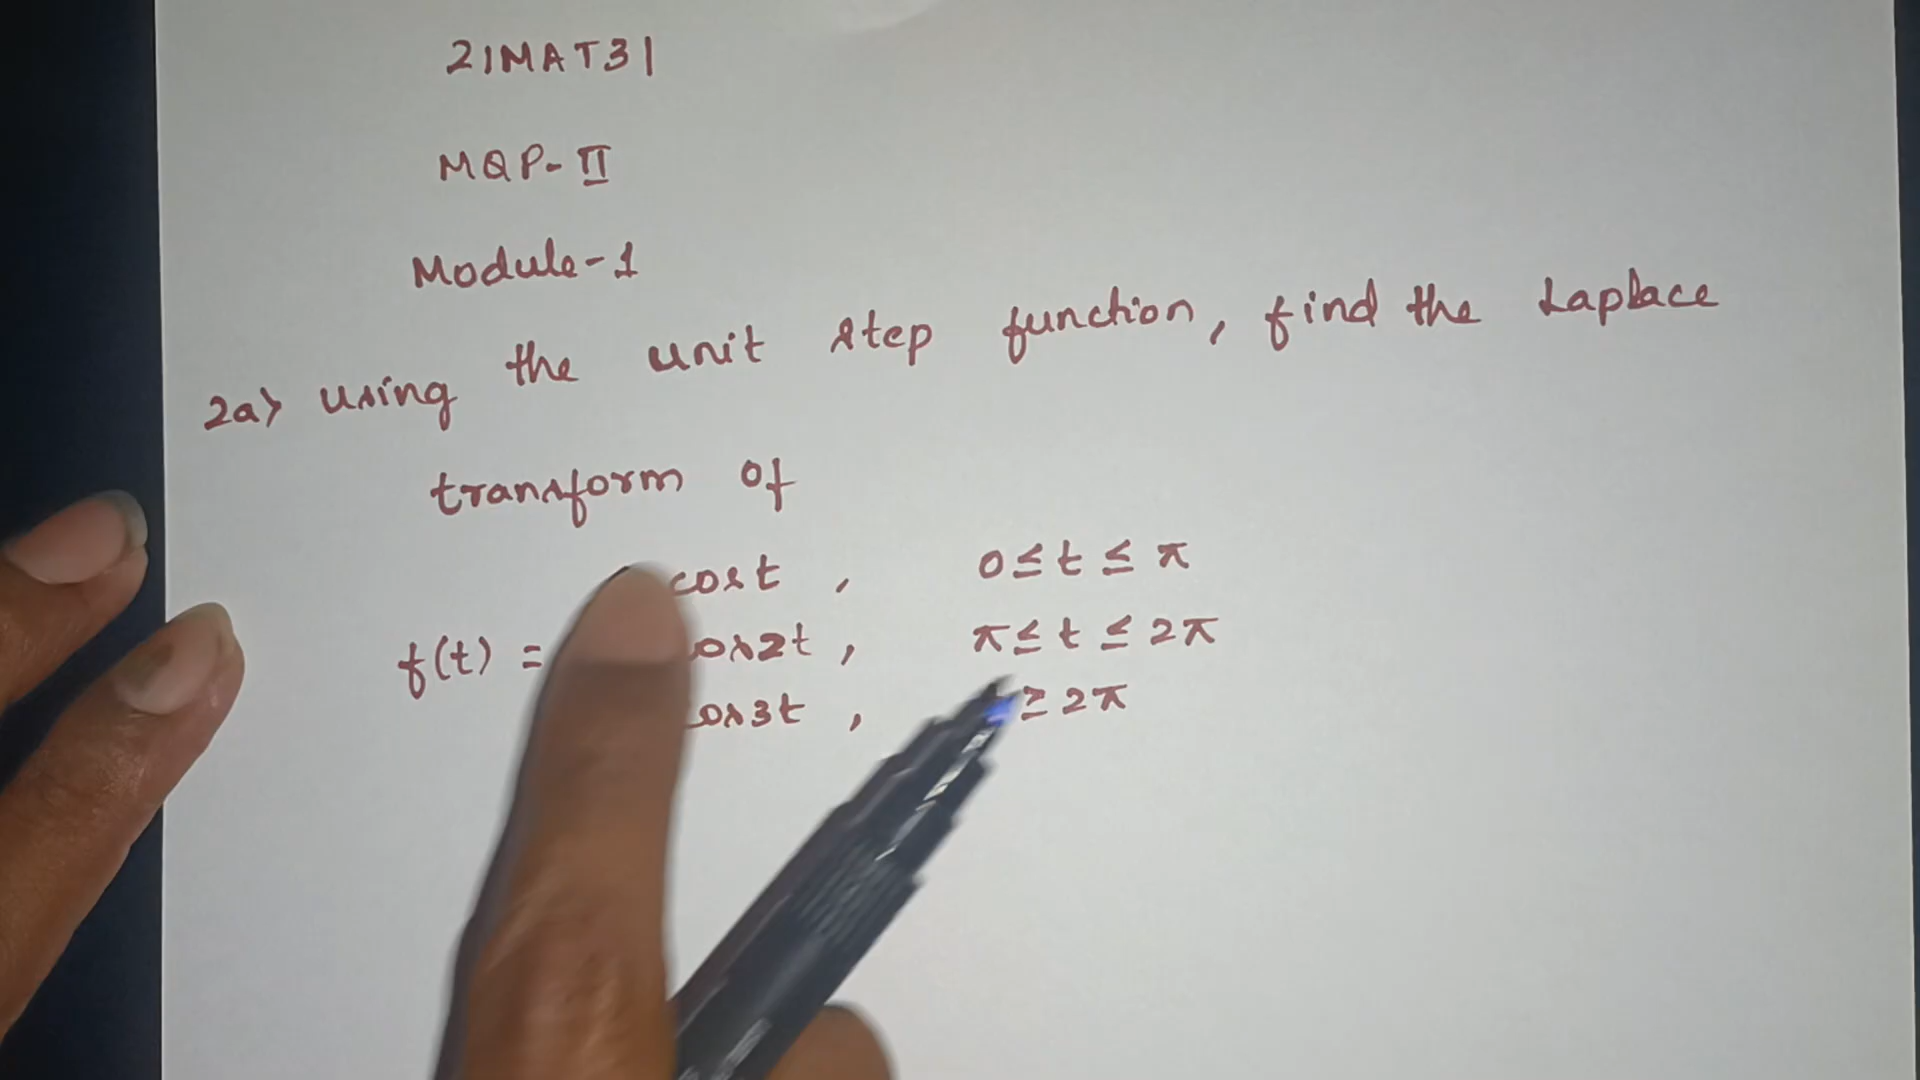 21MAT31
MQP-II
Module-1
2a) using the unit step function, find the Laplace
transform of
cost, 0≤t≤π
f(t) = os2t, π≤t≤2π
os3t, ≥2π